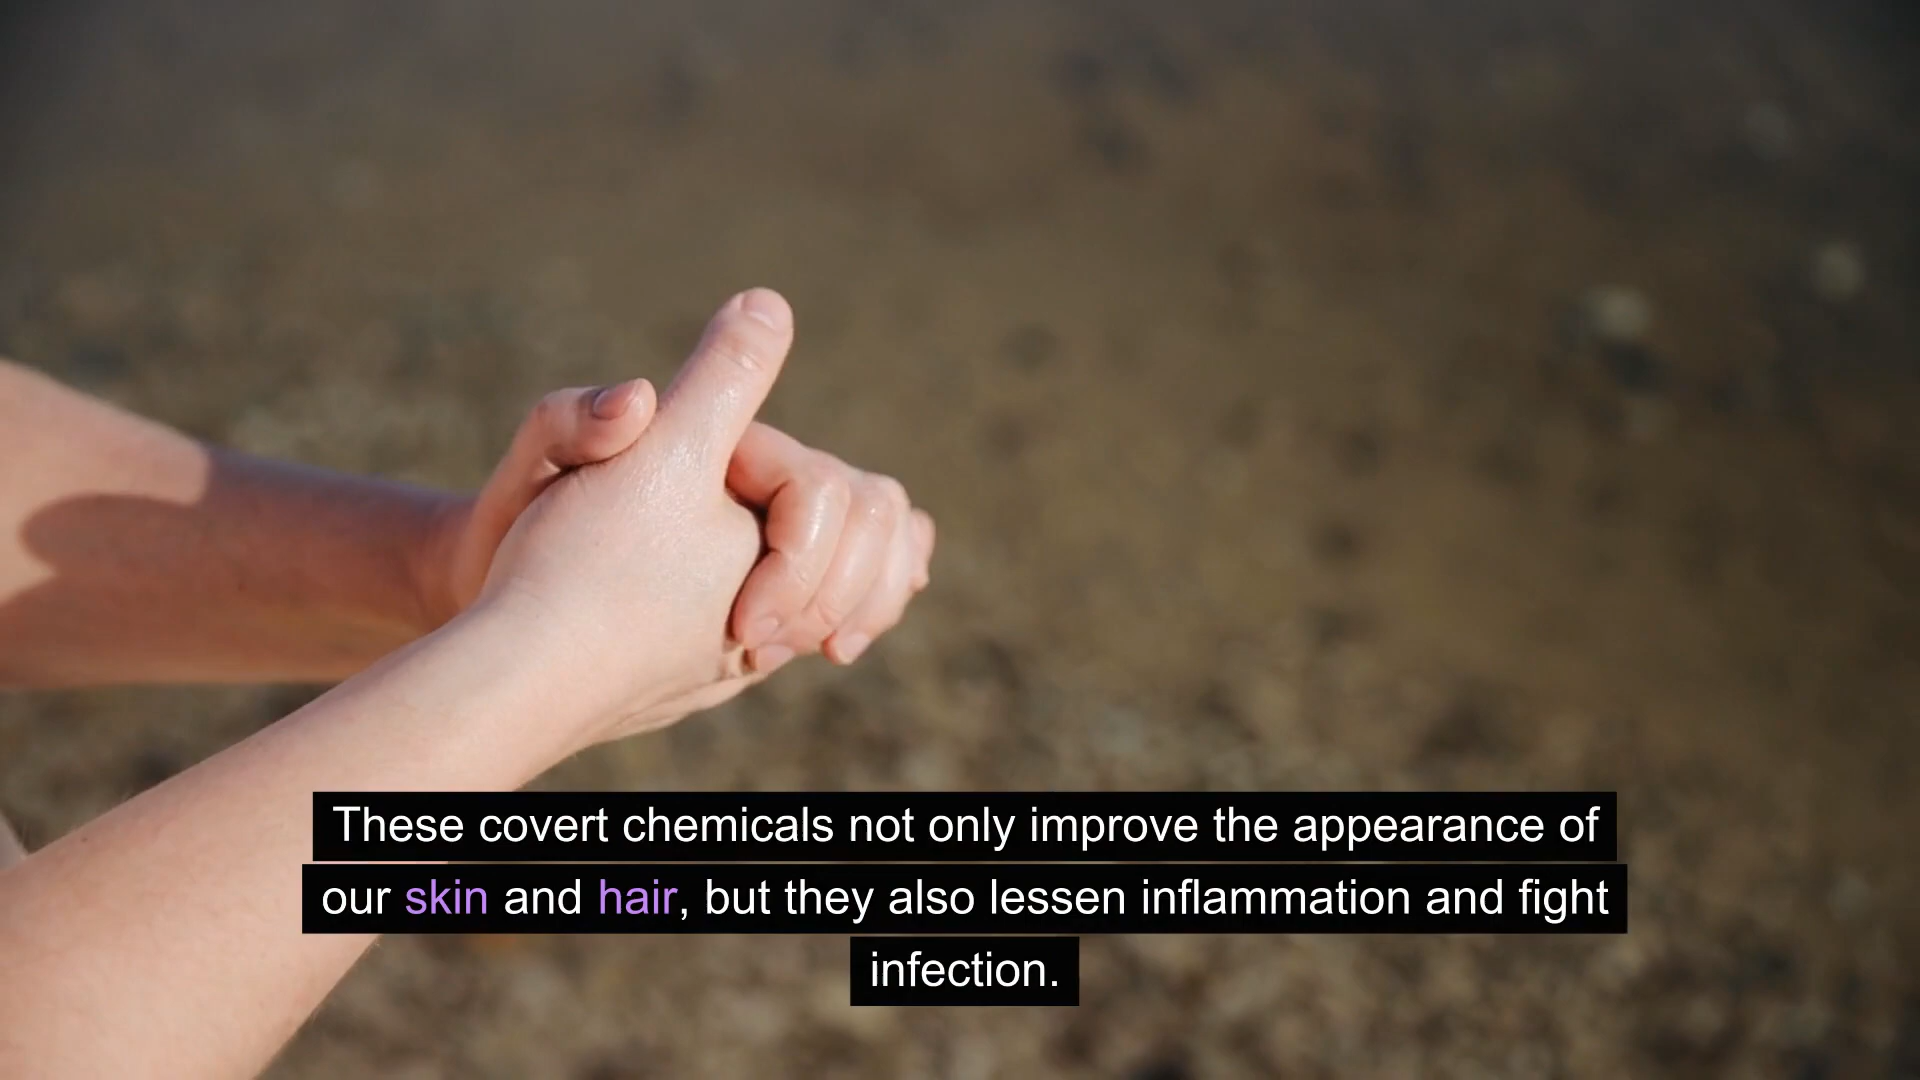 These covert chemicals not only improve the appearance of
our skin and hair, but they also lessen inflammation and fight
infection.